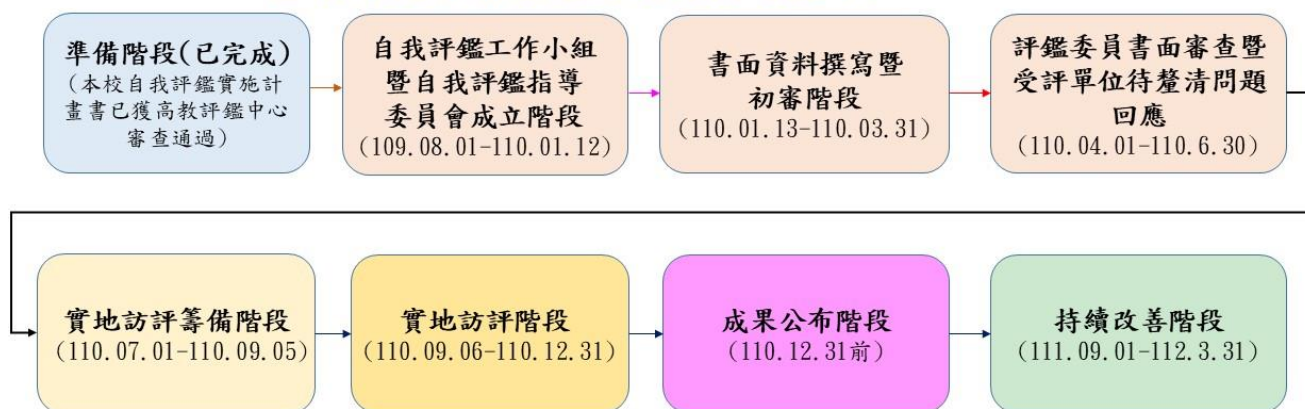 準備階段(已完成)
(本校自我評鑑實施計
畫書已獲高教評鑑中心
審查通過)
自我評鑑工作小組
暨自我評鑑指導
委員會成立階段
(109.08.01-110.01.12)
書面資料撰寫暨
初審階段
(110.01.13-110.03.31)
評鑑委員書面審查暨
受評單位待釐清問題
回應
(110.04.01-110.6.30)
實地訪評籌備階段
(110.07.01-110.09.05)
實地訪評階段
(110.09.06-110.12.31)
成果公布階段
(110.12.31前)
持續改善階段
(111.09.01-112.3.31)